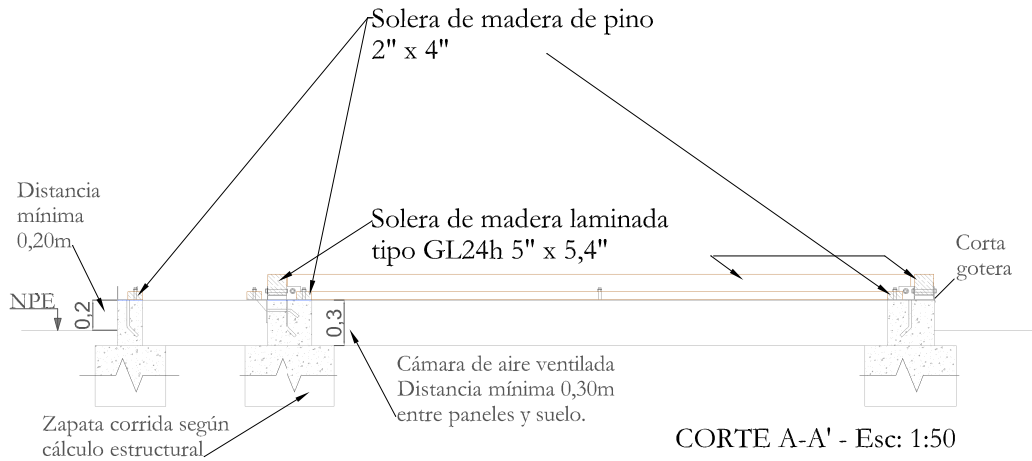 Solera de madera de pino
2" x 4"
Distancia
mínima
0,20m
Solera de madera laminada
tipo GL24h 5" x 5,4"
Corta
gotera
NPE
0,2
0,3
Cámara de aire ventilada
Distancia mínima 0,30m
entre paneles y suelo.
Zapata corrida según
cálculo estructural
CORTE A-A' - Esc: 1:50